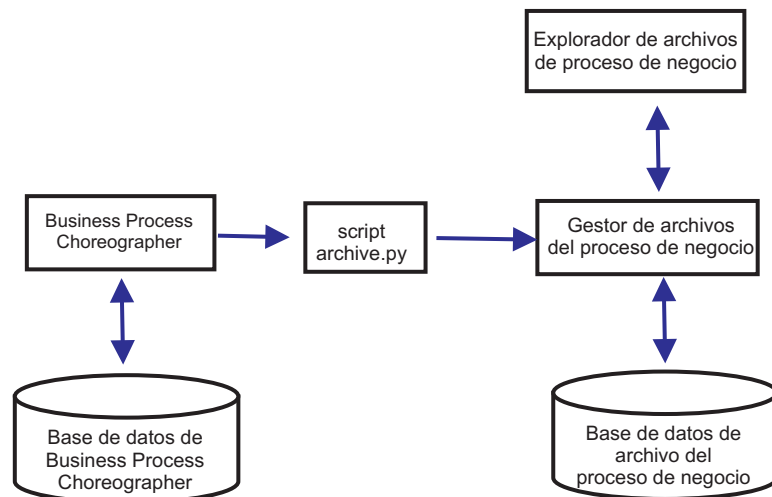 Explorador de archivos
de proceso de negocio
Business Process
Choreographer
script
archive.py
Gestor de archivos
del proceso de negocio
Base de datos de
Business Process
Choreographer
Base de datos de
archivo del
proceso de negocio